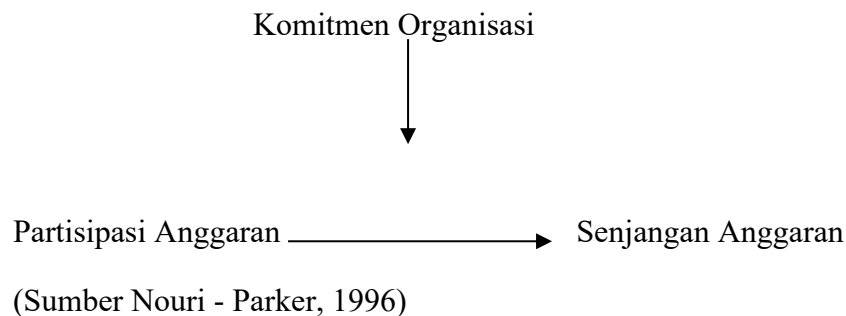 Komitmen Organisasi
Partisipasi Anggaran Senjangan Anggaran
(Sumber Nouri - Parker, 1996)